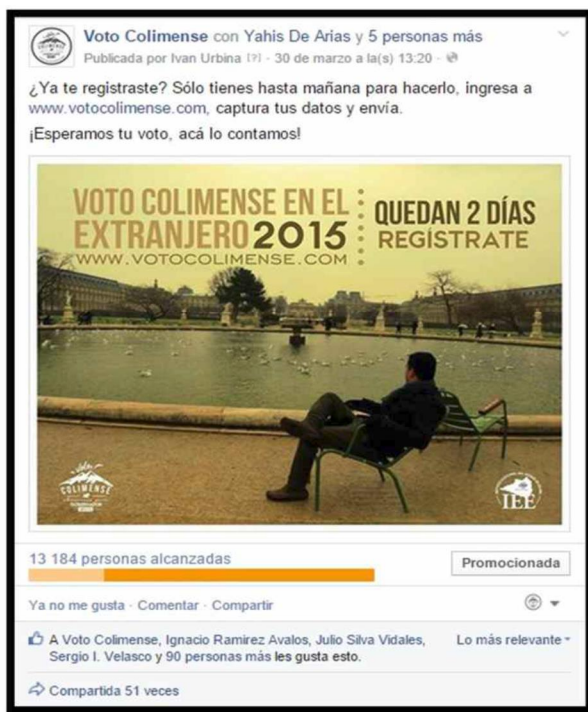 Voto Colimense con Yahis De Arias y 5 personas más
Publicada por Ivan Urbina [?] · 30 de marzo a la(s) 13:20 ·
¿Ya te registraste? Sólo tienes hasta mañana para hacerlo, ingresa a
www.votocolimense.com, captura tus datos y envía.
¡Esperamos tu voto, acá lo contamos!
VOTO COLIMENSE EN EL
EXTRANJERO 2015
WWW.VOTOCOLIMENSE.COM
QUEDAN 2 DÍAS
REGÍSTRATE
COLIMENSE
IEE
13 184 personas alcanzadas
Promocionada
Ya no me gusta · Comentar · Compartir
A Voto Colimense, Ignacio Ramirez Avalos, Julio Silva Vidales,
Sergio I. Velasco y 90 personas más les gusta esto.
Lo más relevante
Compartida 51 veces